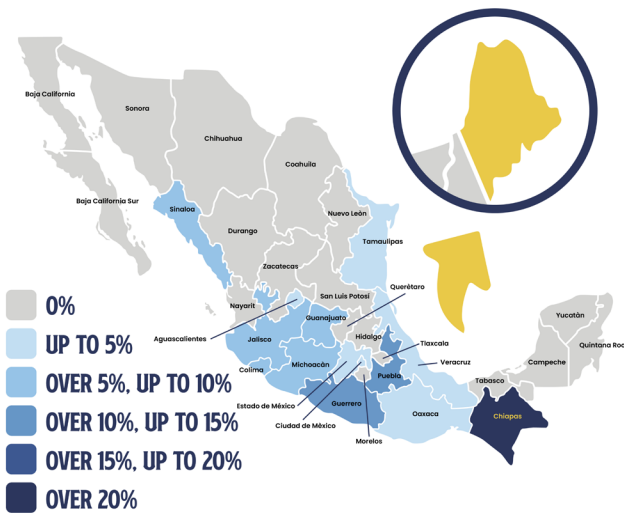 Baja California
Sonora
Chihuahua
Coahuila
Baja California Sur
Sinaloa
Nuevo León
Durango
Tamaulipas
Zacatecas
Querétaro
San Luis Potosí
Nayarit
Guanajuato
Yucatán
Aguascalientes
Jalisco
Hidalgo
Tlaxcala
Quintana Roo
Veracruz
Campeche
Michoacán
Colima
Puebla
Tabasco
Estado de México
Guerrero
Oaxaca
Chiapas
Ciudad de México
Morelos
0%
UP TO 5%
OVER 5%, UP TO 10%
OVER 10%, UP TO 15%
OVER 15%, UP TO 20%
OVER 20%